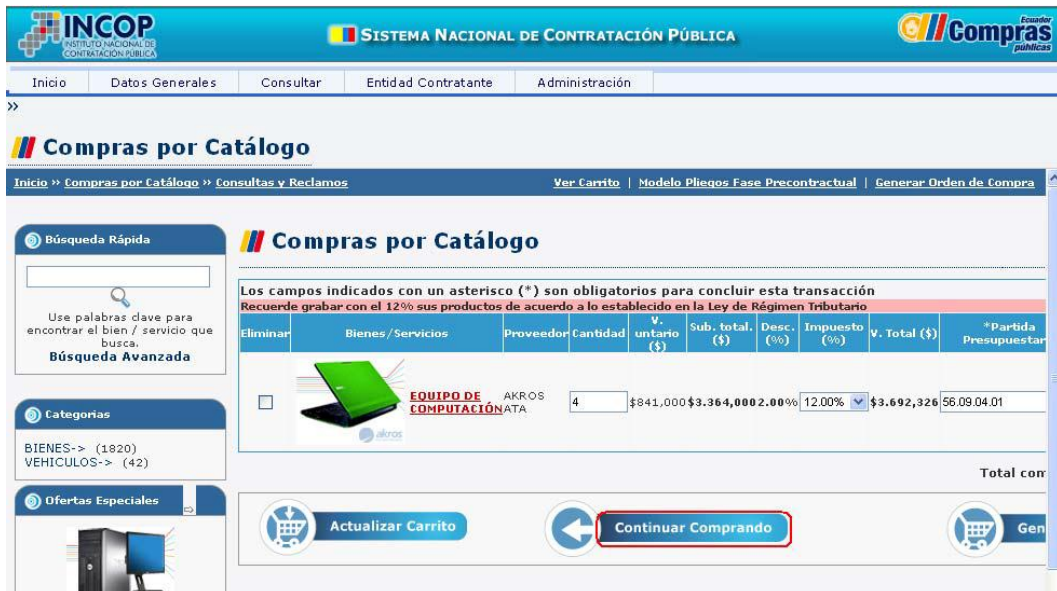 INCOP
INSTITUTO NACIONAL DE
CONTRATACIÓN PÚBLICA
SISTEMA NACIONAL DE CONTRATACIÓN PÚBLICA
Ecuador
Compras
públicas
Inicio Datos Generales Consultar Entidad Contratante Administración
»
Compras por Catálogo
Inicio »» Compras por Catálogo »» Consultas y Reclamos Ver Carrito | Modelo Pliegos Fase Precontractual | Generar Orden de Compra
Búsqueda Rápida
Use palabras clave para
encontrar el bien / servicio que
busca.
Búsqueda Avanzada
Categorias
BIENES-> (1820)
VEHICULOS-> (42)
Ofertas Especiales
Compras por Catálogo
Los campos indicados con un asterisco (*) son obligatorios para concluir esta transacción
Recuerde grabar con el 12% sus productos de acuerdo a lo establecido en la Ley de Régimen Tributario
Eliminar Bienes/Servicios Proveedor Cantidad V. untario ($) Sub. total. ($) Desc. (%) Impuesto (%) V. Total ($) *Partida Presupuestar
EQUIPO DE COMPUTACIÓN AKROS ATA 4 $841,000 $3.364,000 2.00% 12.00% $3.692,326 56.09.04.01
akros
Total com
Actualizar Carrito Continuar Comprando Gen